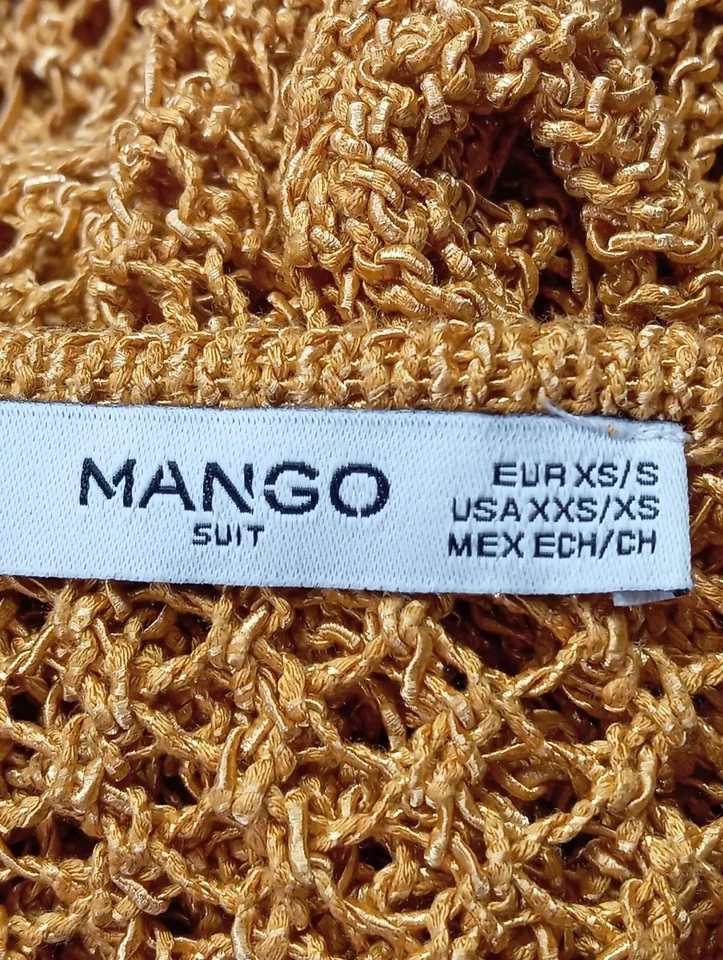 MANGO
SUIT
EUR XS/S
USA XXS/XS
MEX ECH/CH